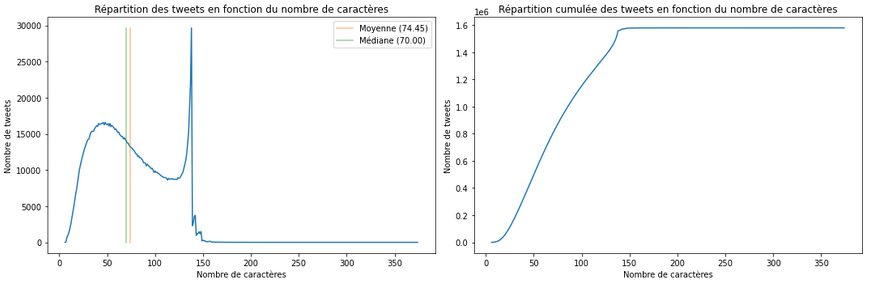 Répartition des tweets en fonction du nombre de caractères
Nombre de tweets
30000
25000
20000
15000
10000
5000
0
Moyenne (74.45)
Médiane (70.00)
0 50 100 150 200 250 300 350
Nombre de caractères
Répartition cumulée des tweets en fonction du nombre de caractères
1e6
Nombre de tweets
1.6
1.4
1.2
1.0
0.8
0.6
0.4
0.2
0.0
0 50 100 150 200 250 300 350
Nombre de caractères